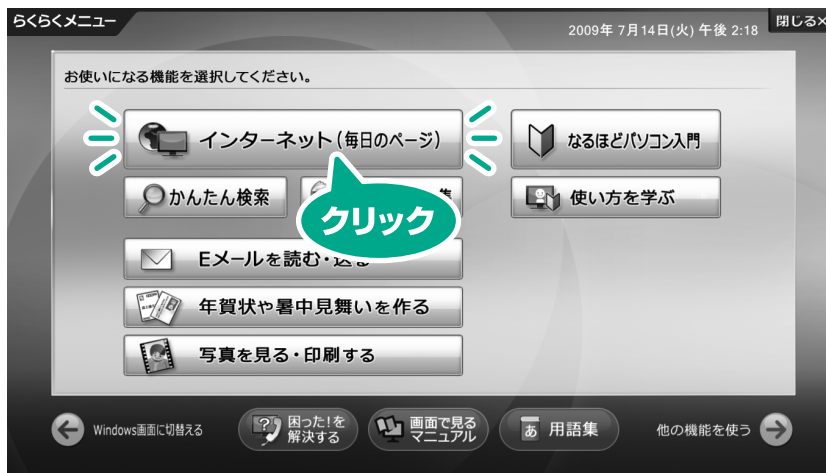 らくらくメニュー
2009年 7月14日(火) 午後 2:18
閉じる×
お使いになる機能を選択してください。
インターネット(毎日のページ)
なるほどパソコン入門
かんたん検索
集
使い方を学ぶ
クリック
Eメールを読む・送る
年賀状や暑中見舞いを作る
写真を見る・印刷する
Windows画面に切替える
困った!を
解決する
画面で見る
マニュアル
あ 用語集
他の機能を使う